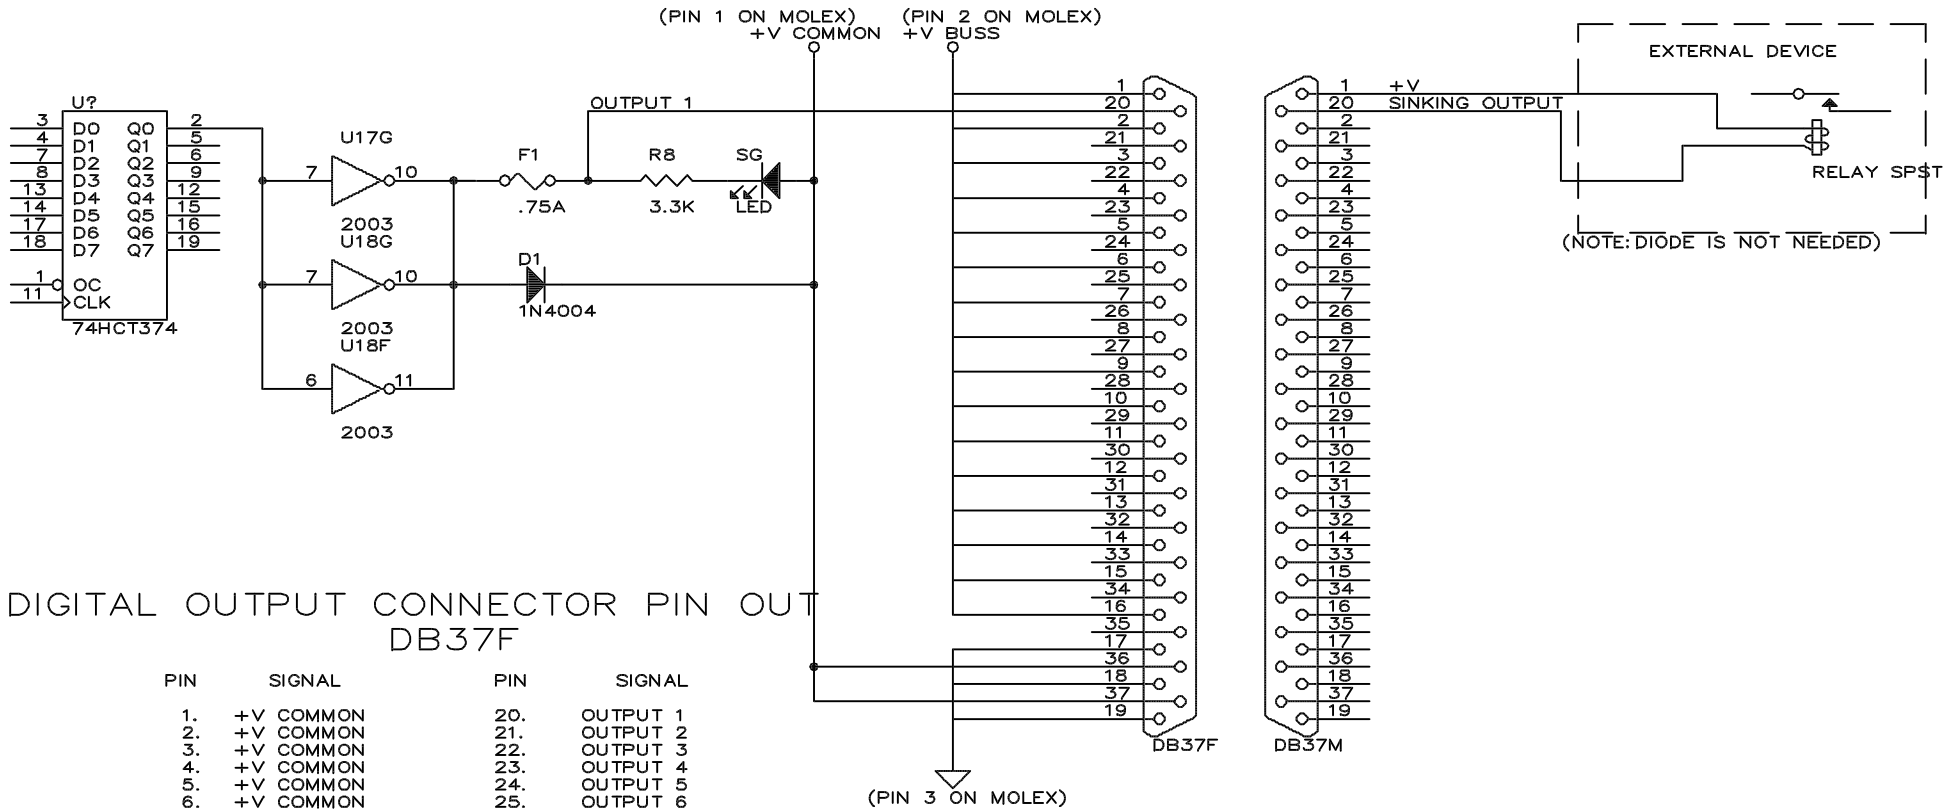 (PIN 1 ON MOLEX)
+V COMMON
(PIN 2 ON MOLEX)
+V BUSS
EXTERNAL DEVICE
RELAY SPST
(NOTE: DIODE IS NOT NEEDED)
+V
SINKING OUTPUT
OUTPUT 1
U?
3 D0 Q0 2
4 D1 Q1 5
7 D2 Q2 6
8 D3 Q3 9
13 D4 Q4 12
14 D5 Q5 15
17 D6 Q6 16
18 D7 Q7 19
1 OC
11 CLK
74HCT374
U17G
7 10
2003
U18G
7 10
2003
U18F
6 11
2003
F1
.75A
R8
3.3K
SG
LED
D1
1N4004
1
20
2
21
3
22
4
23
5
24
6
25
7
26
8
27
9
28
10
29
11
30
12
31
13
32
14
33
15
34
16
35
17
36
18
37
19
DB37F
1
20
2
21
3
22
4
23
5
24
6
25
7
26
8
27
9
28
10
29
11
30
12
31
13
32
14
33
15
34
16
35
17
36
18
37
19
DB37M
(PIN 3 ON MOLEX)
DIGITAL OUTPUT CONNECTOR PIN OUT
DB37F
PIN SIGNAL PIN SIGNAL
1. +V COMMON 20. OUTPUT 1
2. +V COMMON 21. OUTPUT 2
3. +V COMMON 22. OUTPUT 3
4. +V COMMON 23. OUTPUT 4
5. +V COMMON 24. OUTPUT 5
6. +V COMMON 25. OUTPUT 6